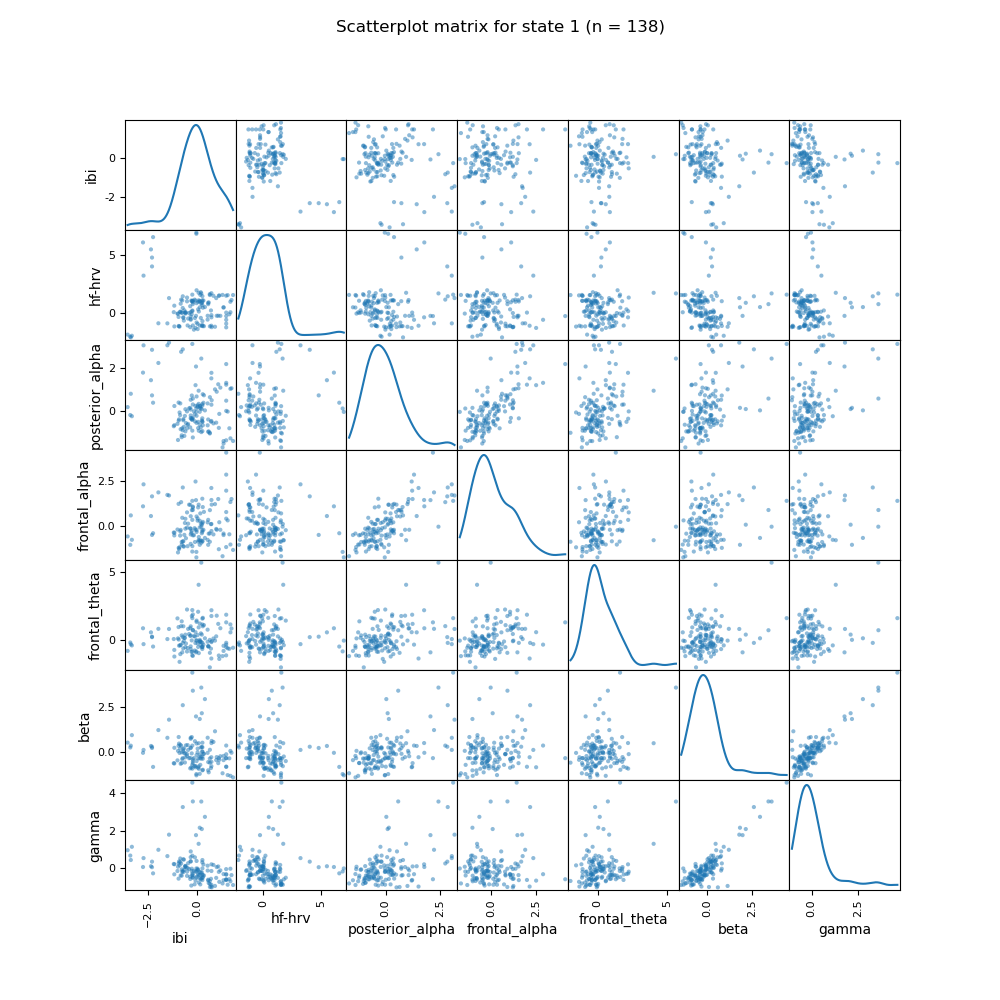 Scatterplot matrix for state 1 (n = 138)
ibi
0
−2
hf-hrv
5
0
posterior_alpha
2
0
frontal_alpha
2.5
0.0
frontal_theta
5
0
beta
2.5
0.0
gamma
4
2
0
−2.5 0.0 0 5 0.0 2.5 0.0 2.5 0 5 0.0 2.5 0.0 2.5
ibi hf-hrv posterior_alpha frontal_alpha frontal_theta beta gamma